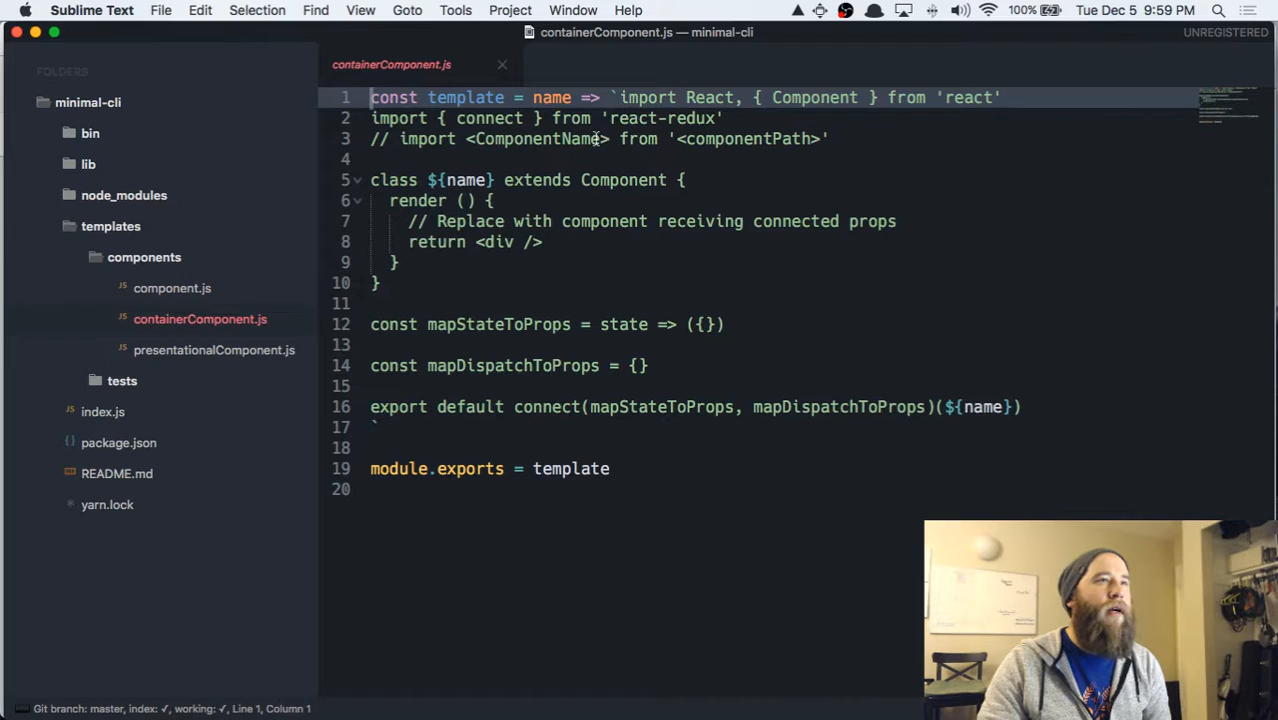 Sublime Text File Edit Selection Find View Goto Tools Project Window Help 100% Tue Dec 5 9:59 PM
containerComponent.js — minimal-cli UNREGISTERED
FOLDERS
minimal-cli
bin
lib
node_modules
templates
components
JS component.js
JS containerComponent.js
JS presentationalComponent.js
tests
JS index.js
{} package.json
README.md
yarn.lock
containerComponent.js
1 const template = name => `import React, { Component } from 'react'
2 import { connect } from 'react-redux'
3 // import <ComponentName> from '<componentPath>'
4
5 class ${name} extends Component {
6 render () {
7 // Replace with component receiving connected props
8 return <div />
9 }
10 }
11
12 const mapStateToProps = state => ({})
13
14 const mapDispatchToProps = {}
15
16 export default connect(mapStateToProps, mapDispatchToProps)(${name})
17 `
18
19 module.exports = template
20
Git branch: master, index: ✓, working: ✓, Line 1, Column 1